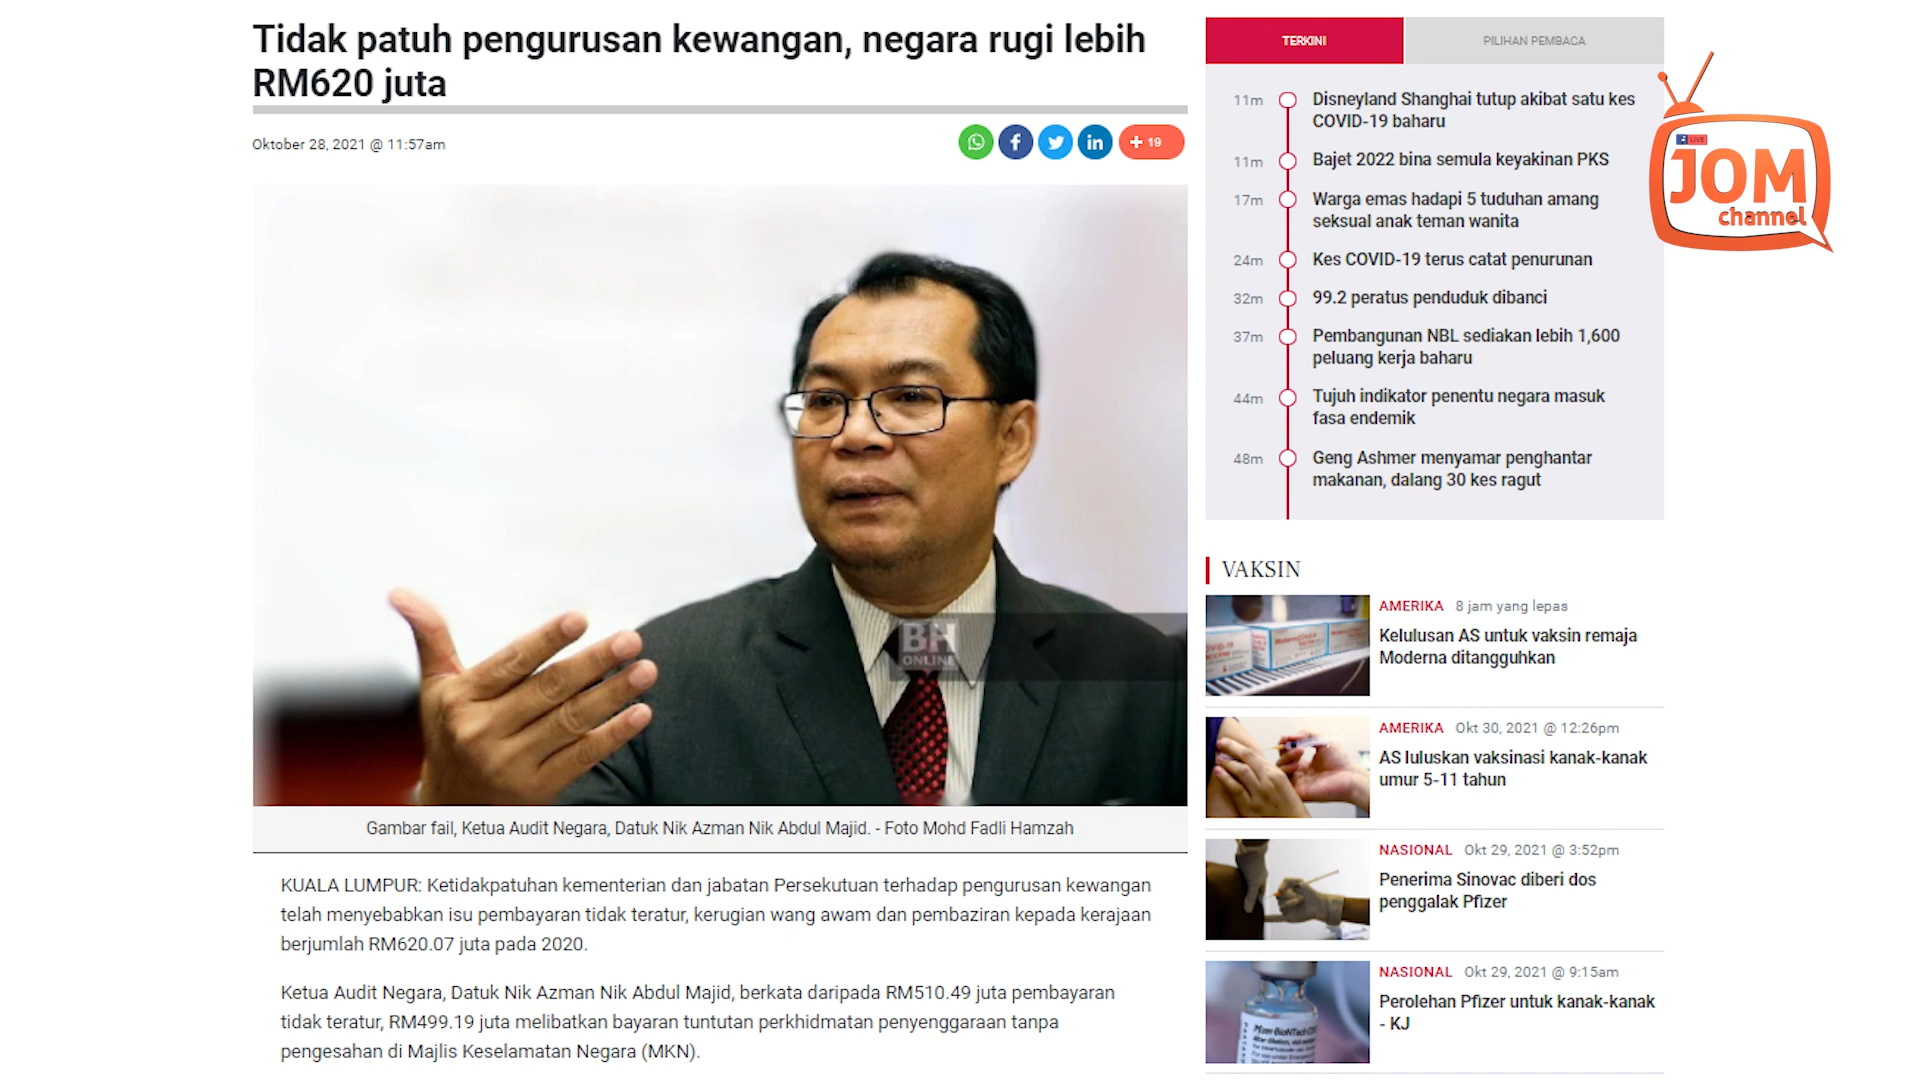 Tidak patuh pengurusan kewangan, negara rugi lebih
RM620 juta
Oktober 28, 2021 @ 11:57am
+ 19
BH
ONLINE
Gambar fail, Ketua Audit Negara, Datuk Nik Azman Nik Abdul Majid. - Foto Mohd Fadli Hamzah
KUALA LUMPUR: Ketidakpatuhan kementerian dan jabatan Persekutuan terhadap pengurusan kewangan
telah menyebabkan isu pembayaran tidak teratur, kerugian wang awam dan pembaziran kepada kerajaan
berjumlah RM620.07 juta pada 2020.
Ketua Audit Negara, Datuk Nik Azman Nik Abdul Majid, berkata daripada RM510.49 juta pembayaran
tidak teratur, RM499.19 juta melibatkan bayaran tuntutan perkhidmatan penyenggaraan tanpa
pengesahan di Majlis Keselamatan Negara (MKN).
TERKINI
PILIHAN PEMBACA
11m
Disneyland Shanghai tutup akibat satu kes
COVID-19 baharu
11m
Bajet 2022 bina semula keyakinan PKS
17m
Warga emas hadapi 5 tuduhan amang
seksual anak teman wanita
24m
Kes COVID-19 terus catat penurunan
32m
99.2 peratus penduduk dibanci
37m
Pembangunan NBL sediakan lebih 1,600
peluang kerja baharu
44m
Tujuh indikator penentu negara masuk
fasa endemik
48m
Geng Ashmer menyamar penghantar
makanan, dalang 30 kes ragut
LIVE
JOM
channel
VAKSIN
AMERIKA 8 jam yang lepas
Kelulusan AS untuk vaksin remaja
Moderna ditangguhkan
AMERIKA Okt 30, 2021 @ 12:26pm
AS luluskan vaksinasi kanak-kanak
umur 5-11 tahun
NASIONAL Okt 29, 2021 @ 3:52pm
Penerima Sinovac diberi dos
penggalak Pfizer
NASIONAL Okt 29, 2021 @ 9:15am
Perolehan Pfizer untuk kanak-kanak
- KJ